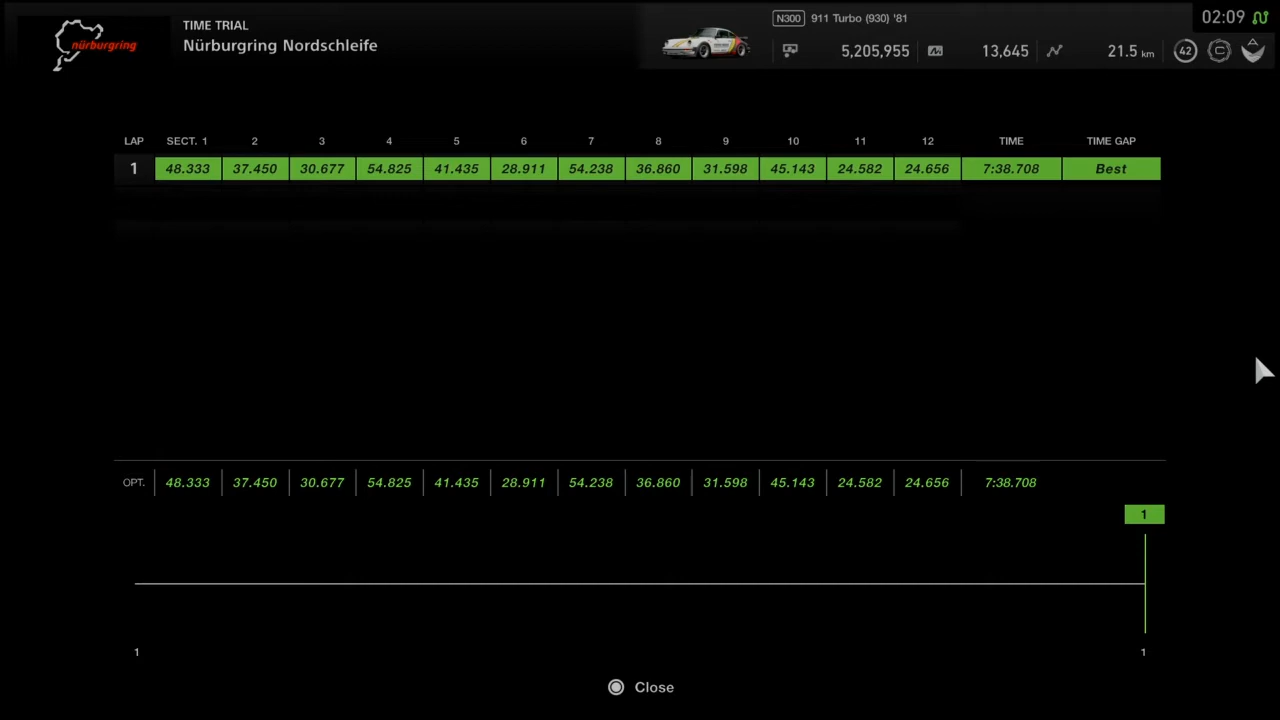 TIME TRIAL
Nürburgring Nordschleife
nürburgring
N300 911 Turbo (930) '81
5,205,955 13,645 21.5 km 42 C
02:09
LAP SECT. 1 2 3 4 5 6 7 8 9 10 11 12 TIME TIME GAP
1 48.333 37.450 30.677 54.825 41.435 28.911 54.238 36.860 31.598 45.143 24.582 24.656 7:38.708 Best
OPT. 48.333 37.450 30.677 54.825 41.435 28.911 54.238 36.860 31.598 45.143 24.582 24.656 7:38.708
1
1 1
Close